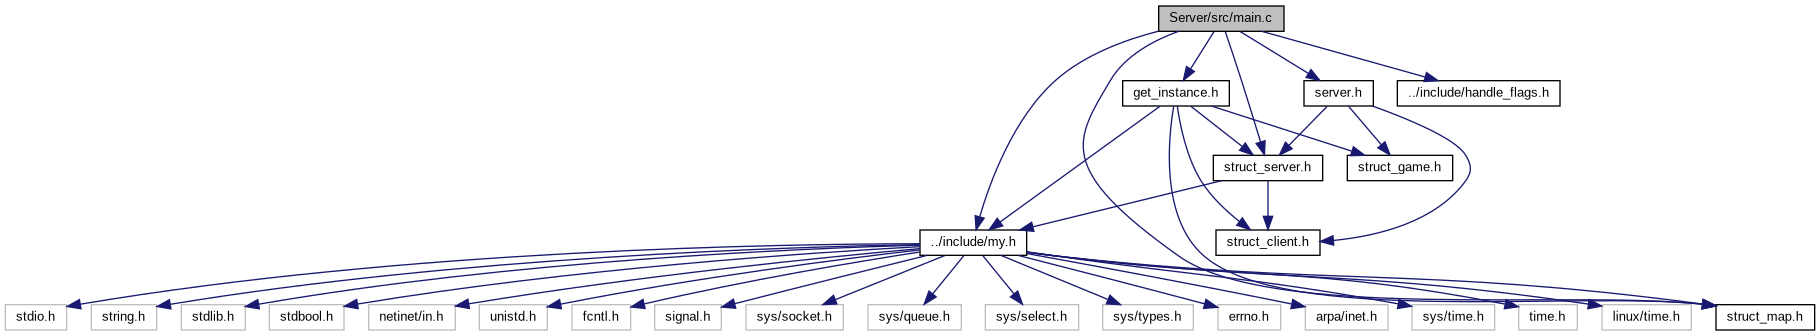 Server/src/main.c
get_instance.h
server.h
../include/handle_flags.h
struct_server.h
struct_game.h
../include/my.h
struct_client.h
stdio.h
string.h
stdlib.h
stdbool.h
netinet/in.h
unistd.h
fcntl.h
signal.h
sys/socket.h
sys/queue.h
sys/select.h
sys/types.h
errno.h
arpa/inet.h
sys/time.h
time.h
linux/time.h
struct_map.h